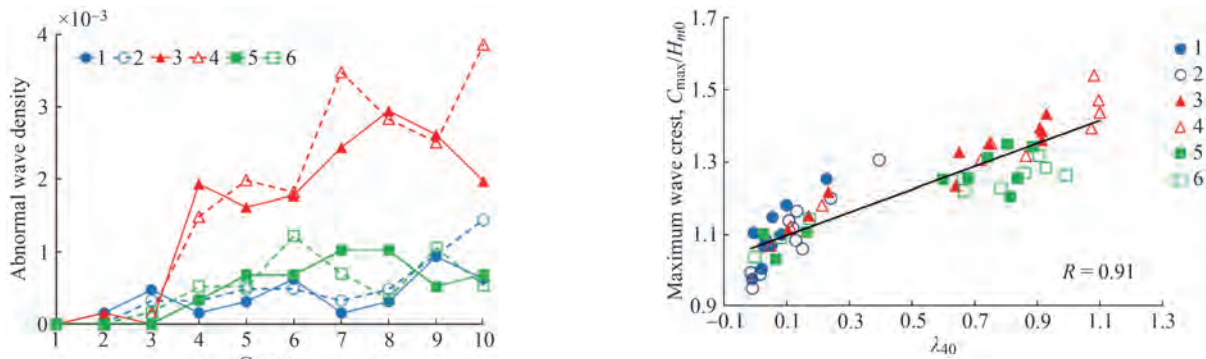 ×10⁻³
4
3
2
1
0
Abnormal wave density
1 2 3 4 5 6
1 2 3 4 5 6 7 8 9 10
Maximum wave crest, C_max/H_m0
1.7
1.5
1.3
1.1
0.9
1
2
3
4
5
6
R = 0.91
−0.1 0.1 0.3 0.5 0.7 0.9 1.1 1.3
λ₄₀